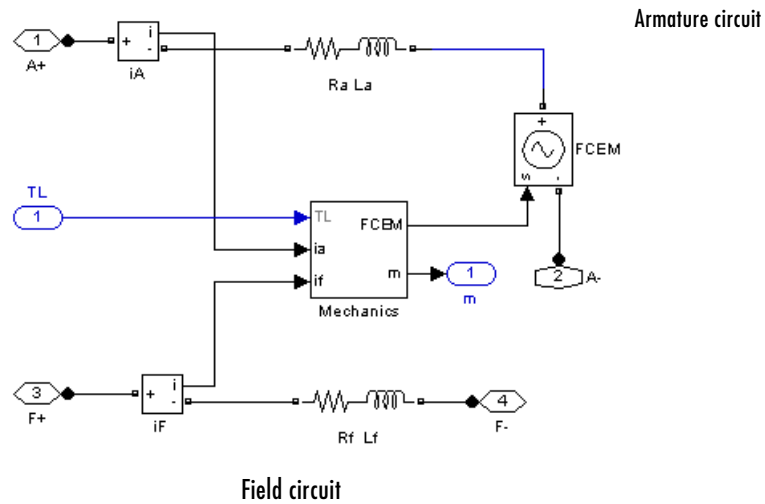 Armature circuit
1
A+
+
i
-
iA
Ra La
+
FCEM
s
-
TL
1
TL
FCEM
ia
if
m
Mechanics
1
m
2
A-
3
F+
+
i
-
iF
Rf Lf
4
F-
Field circuit